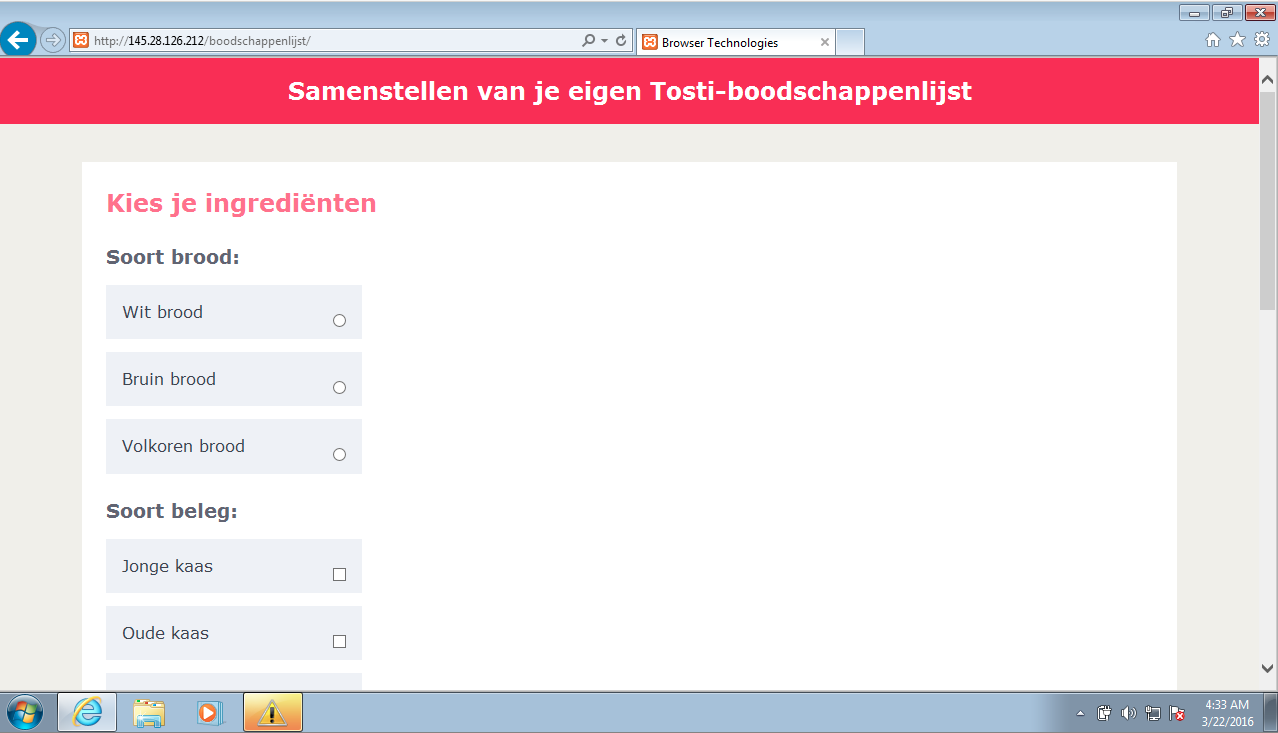 http://145.28.126.212/boodschappenlijst/
Browser Technologies
Samenstellen van je eigen Tosti-boodschappenlijst
Kies je ingrediënten
Soort brood:
Wit brood
Bruin brood
Volkoren brood
Soort beleg:
Jonge kaas
Oude kaas
4:33 AM
3/22/2016